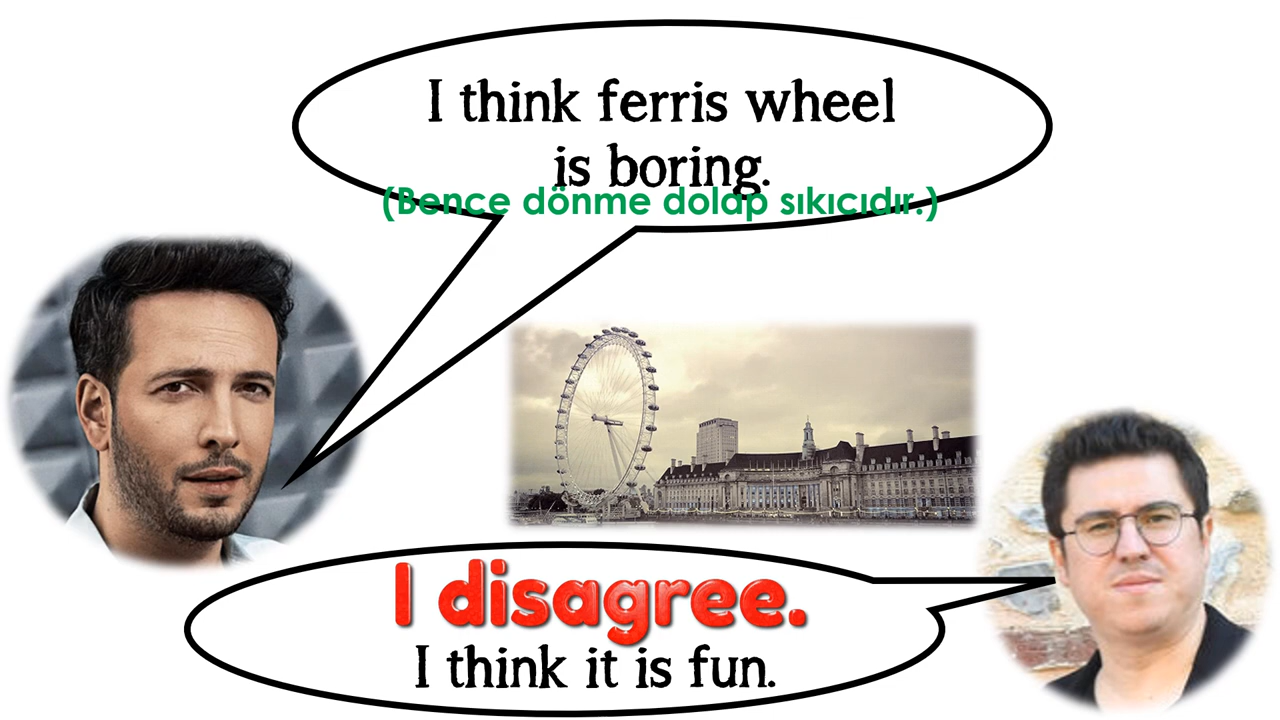 I think ferris wheel
is boring.
(Bence dönme dolap sıkıcıdır.)
I disagree.
I think it is fun.